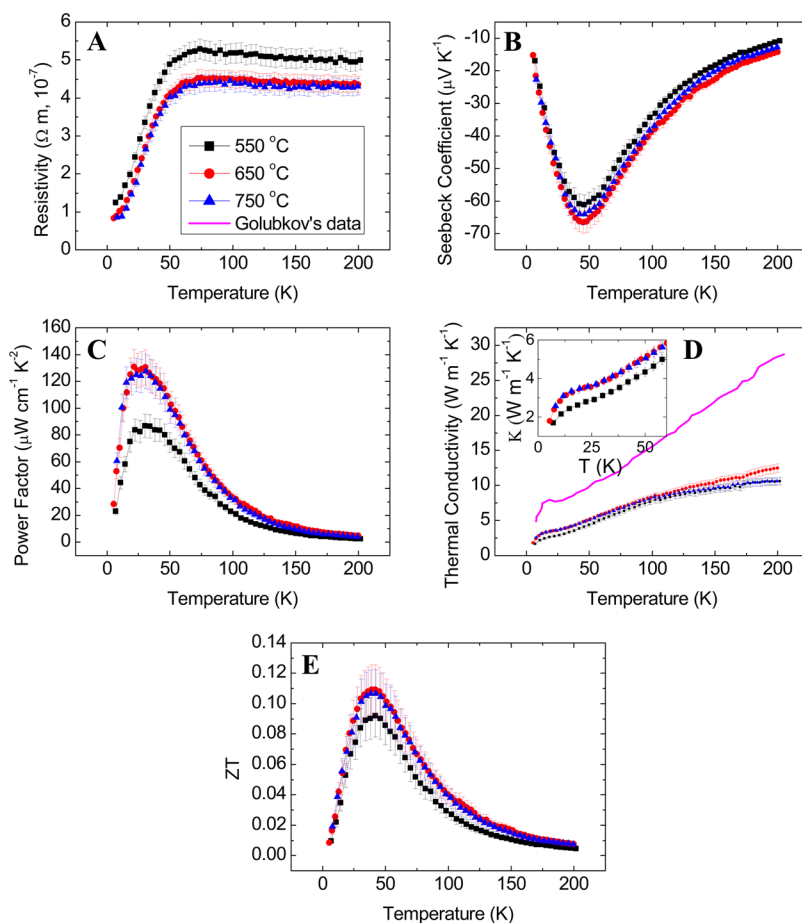 A
Resistivity (Ω m, 10⁻⁷)
6
5
4
3
2
1
0
550 °C
650 °C
750 °C
Golubkov's data
0 50 100 150 200
Temperature (K)
B
Seebeck Coefficient (μV K⁻¹)
-10
-20
-30
-40
-50
-60
-70
0 50 100 150 200
Temperature (K)
C
Power Factor (μW cm⁻¹ K⁻²)
160
140
120
100
80
60
40
20
0
0 50 100 150 200
Temperature (K)
D
Thermal Conductivity (W m⁻¹ K⁻¹)
30
25
20
15
10
5
0
K (W m⁻¹ K⁻¹)
6
4
2
0 25 50
T (K)
0 50 100 150 200
Temperature (K)
E
ZT
0.14
0.12
0.10
0.08
0.06
0.04
0.02
0.00
0 50 100 150 200
Temperature (K)